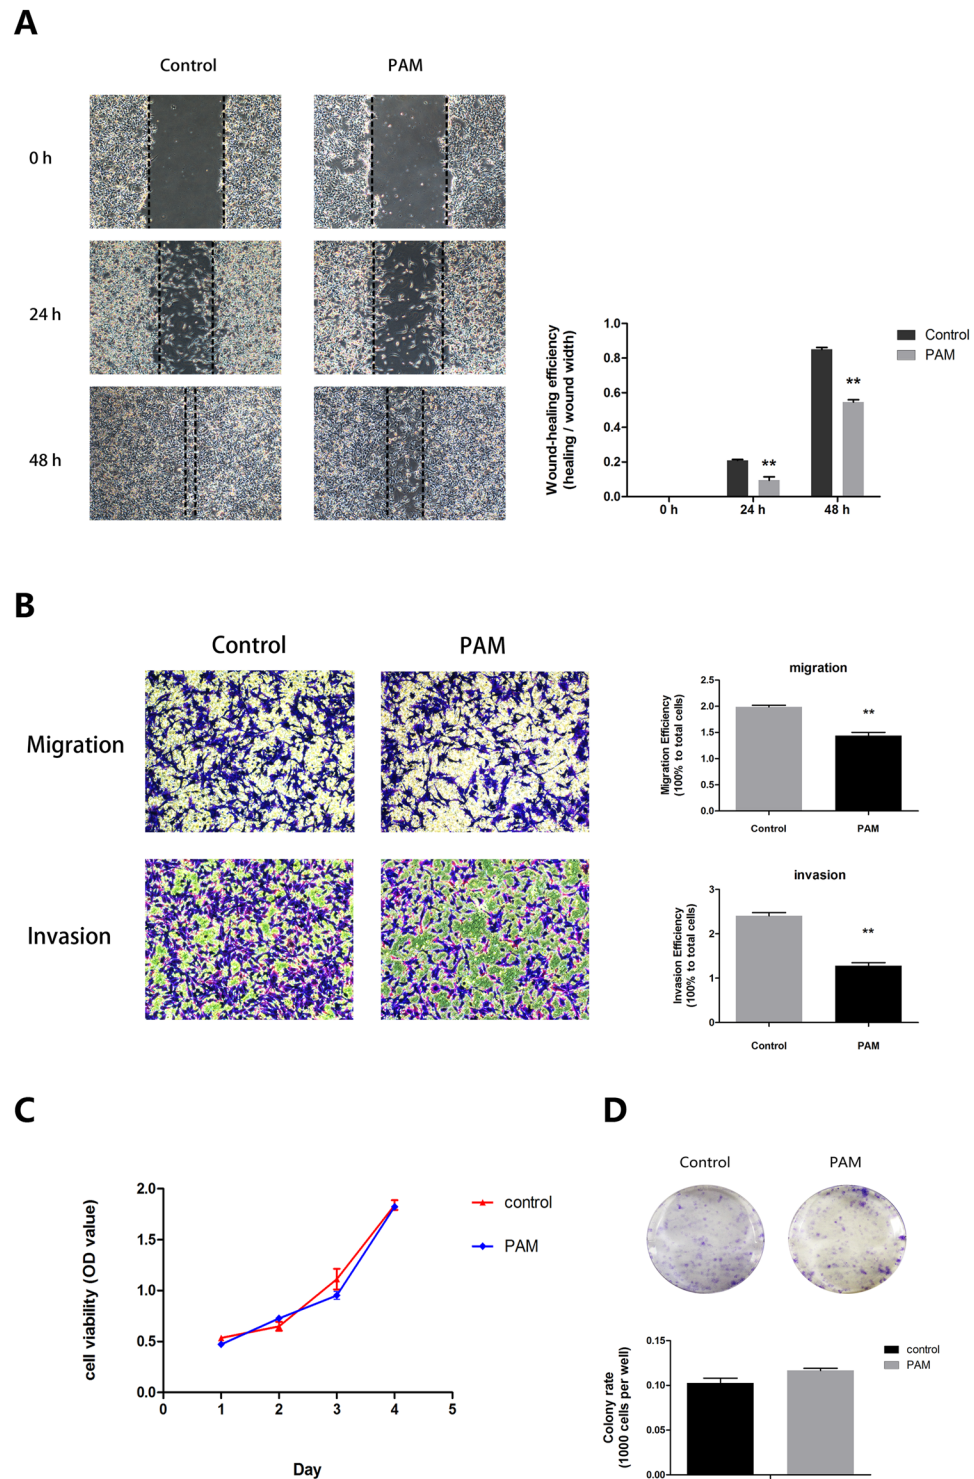 A
Control PAM
0 h
24 h
48 h
Wound-healing efficiency
(healing / wound width)
1.0
0.8
0.6
0.4
0.2
0.0
**
**
0 h 24 h 48 h
Control
PAM
B
Control PAM
Migration
Invasion
migration
Migration Efficiency
(100% to total cells)
2.5
2.0
1.5
1.0
0.5
0.0
**
Control PAM
invasion
Invasion Efficiency
(100% to total cells)
3
2
1
0
**
Control PAM
C
cell viability (OD value)
2.0
1.5
1.0
0.5
0.0
0 1 2 3 4 5
Day
control
PAM
D
Control PAM
Colony rate
(1000 cells per well)
0.15
0.10
0.05
0.00
control
PAM